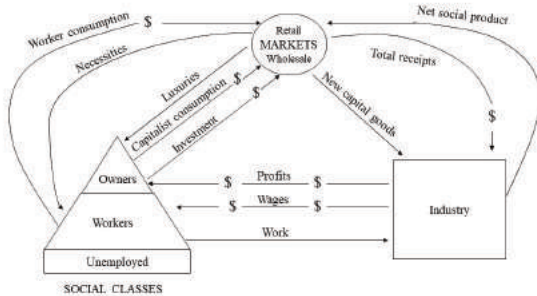 Worker consumption
$
Necessities
Retail
MARKETS
Wholesale
Net social product
Total receipts
$
Luxuries
Capitalist consumption
$
Investment
$
New capital goods
Owners
Workers
Unemployed
SOCIAL CLASSES
$ Profits $
$ Wages $
Work
Industry